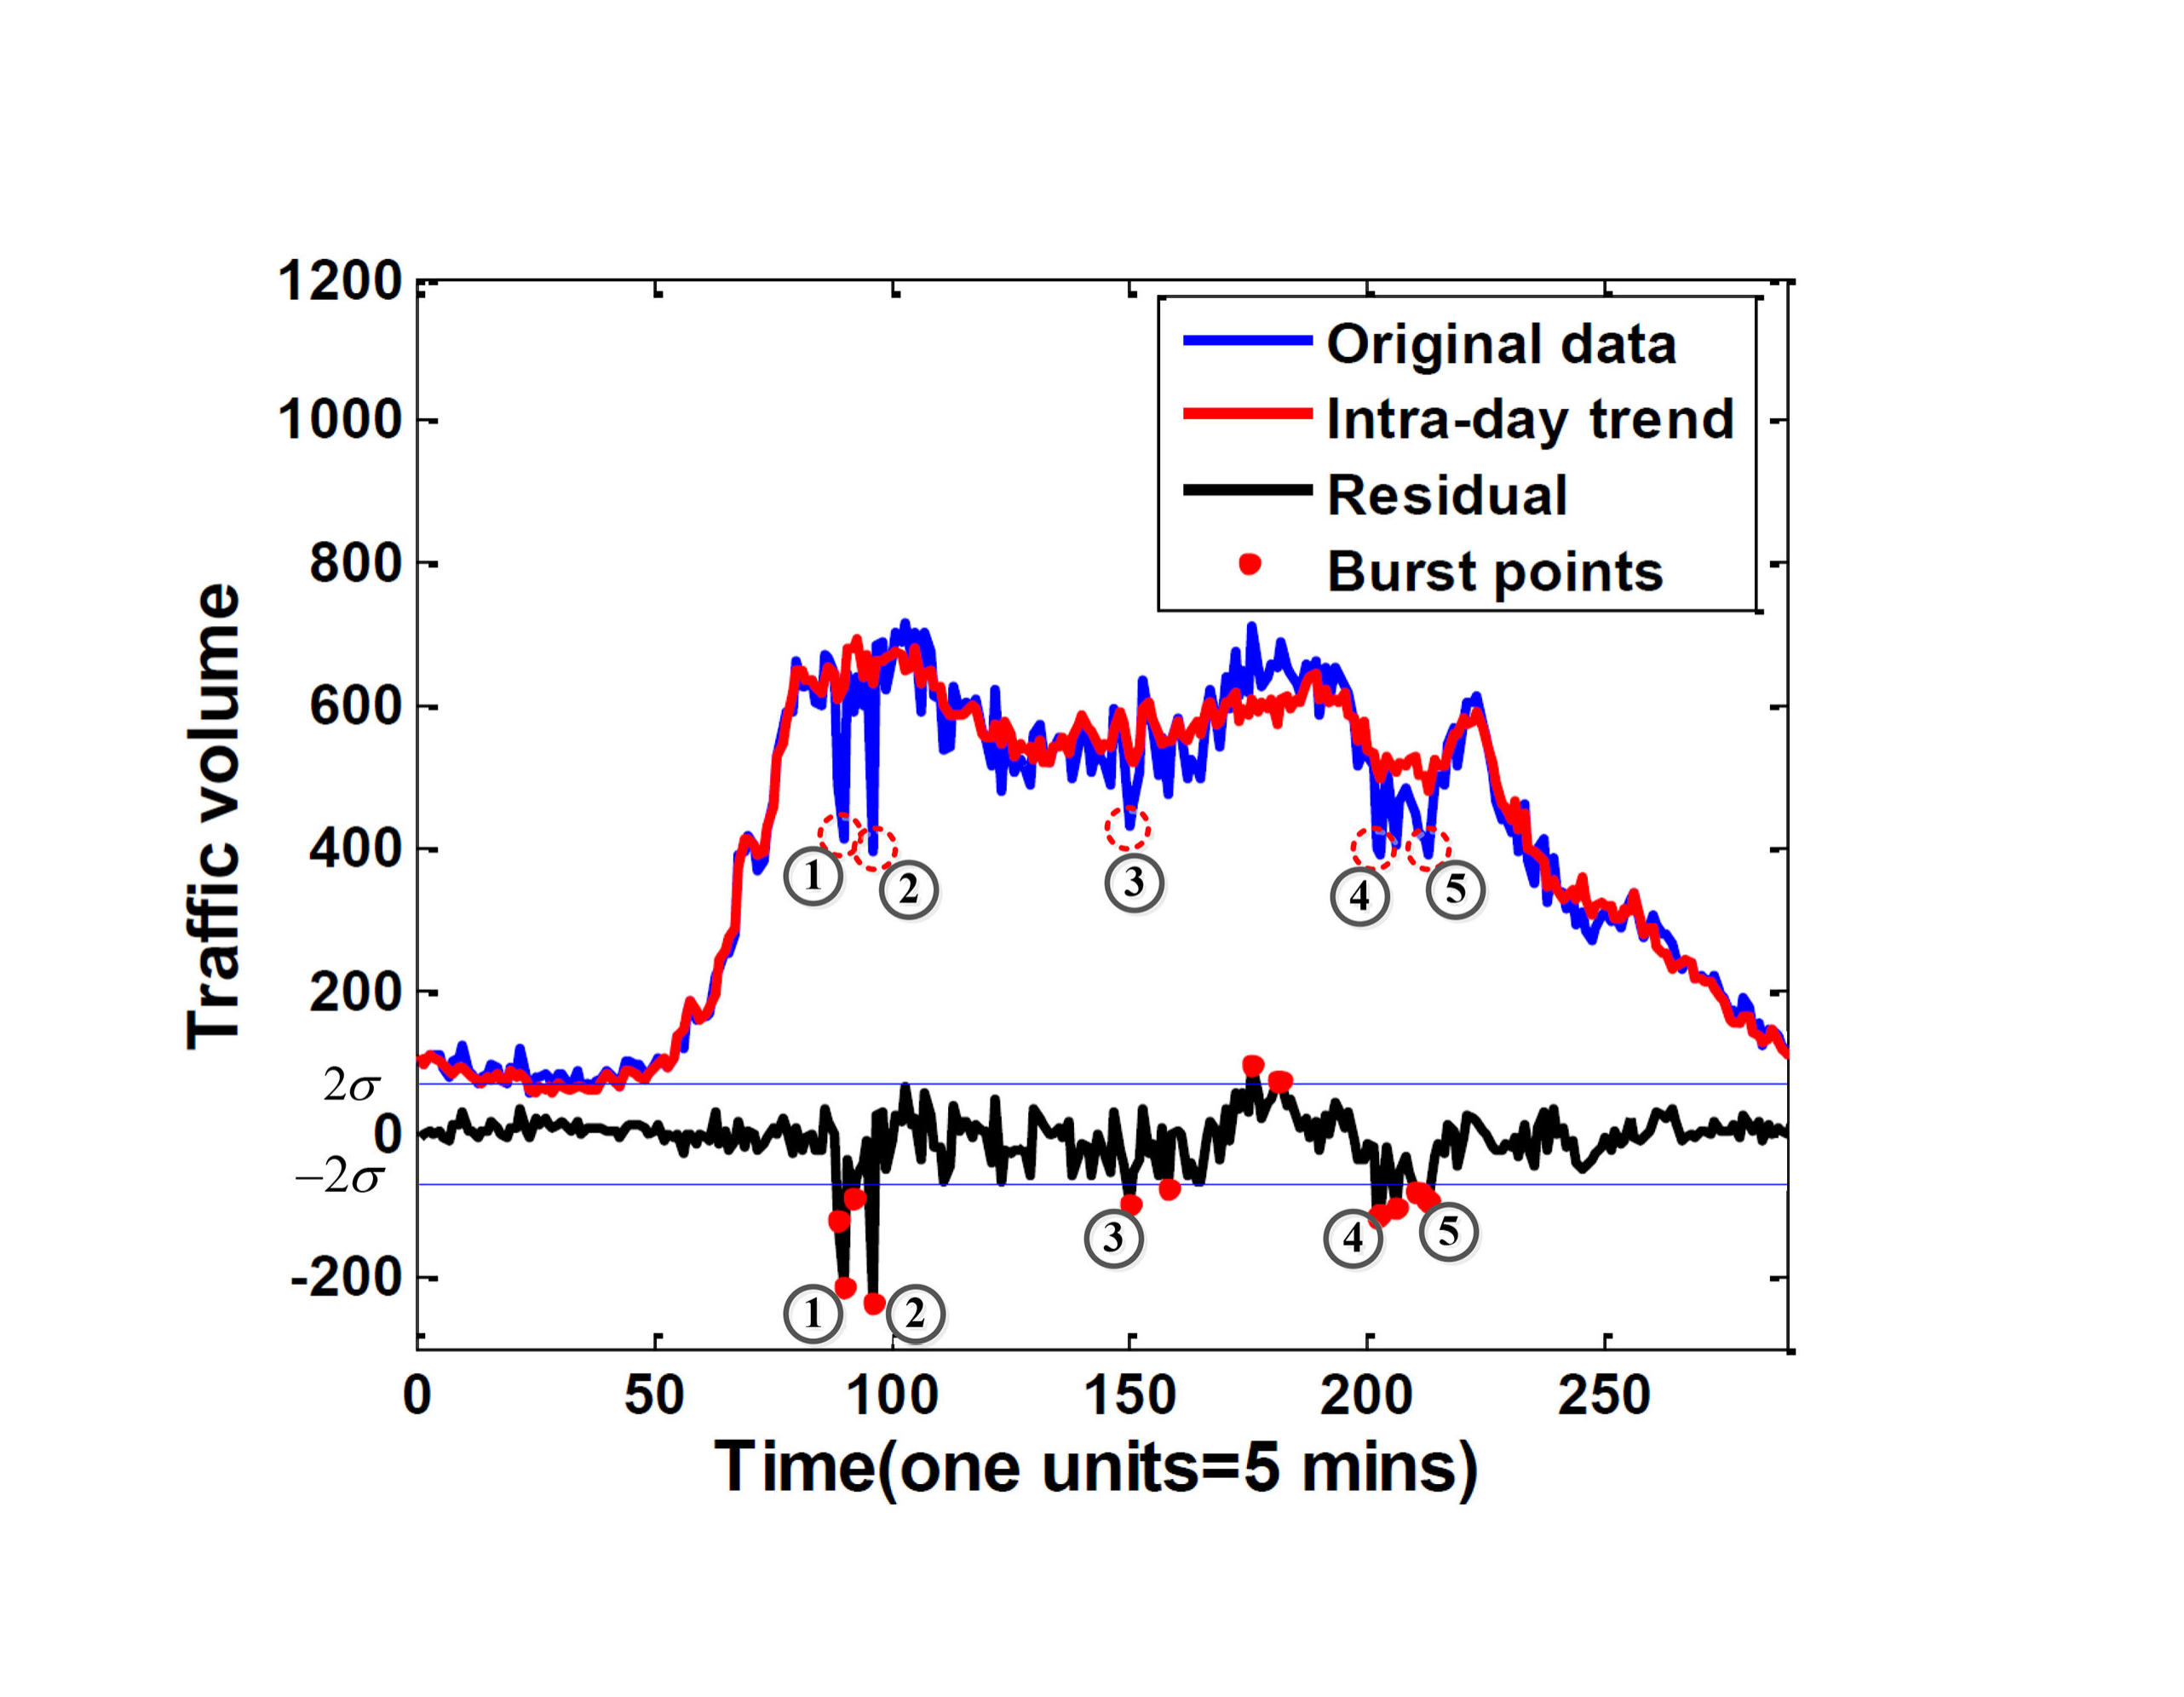 1200
1000
800
600
400
200
2σ
0
−2σ
-200
Traffic volume
Original data
Intra-day trend
Residual
Burst points
1
2
3
4
5
1
2
3
4
5
0 50 100 150 200 250
Time(one units=5 mins)